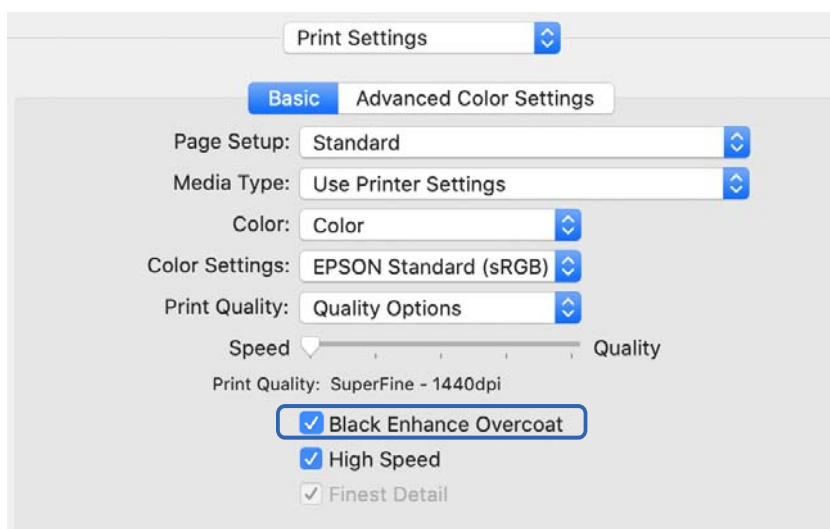 Print Settings
Basic Advanced Color Settings
Page Setup: Standard
Media Type: Use Printer Settings
Color: Color
Color Settings: EPSON Standard (sRGB)
Print Quality: Quality Options
Speed Quality
Print Quality: SuperFine - 1440dpi
Black Enhance Overcoat
High Speed
Finest Detail